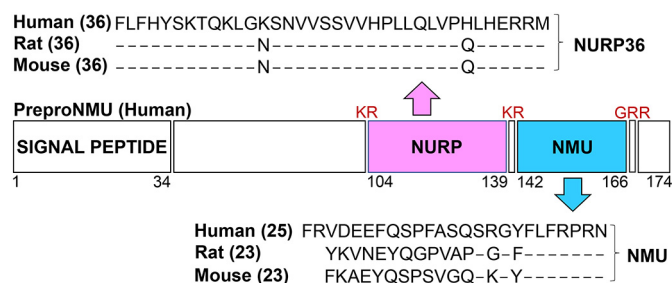 Human (36) FLFHYSKTQKLGKSNVVSSVVHPLLQLVPHLHERRM
Rat (36) ------------N----------------Q------
Mouse (36) ------------N----------------Q------
NURP36
PreproNMU (Human)
KR KR GRR
SIGNAL PEPTIDE NURP NMU
1 34 104 139 142 166 174
Human (25) FRVDEEFQSPFASQSRGYFLFRPRN
Rat (23) YKVNEYQGPVAP-G-F-------
Mouse (23) FKAEYQSPSVGQ-K-Y-------
NMU